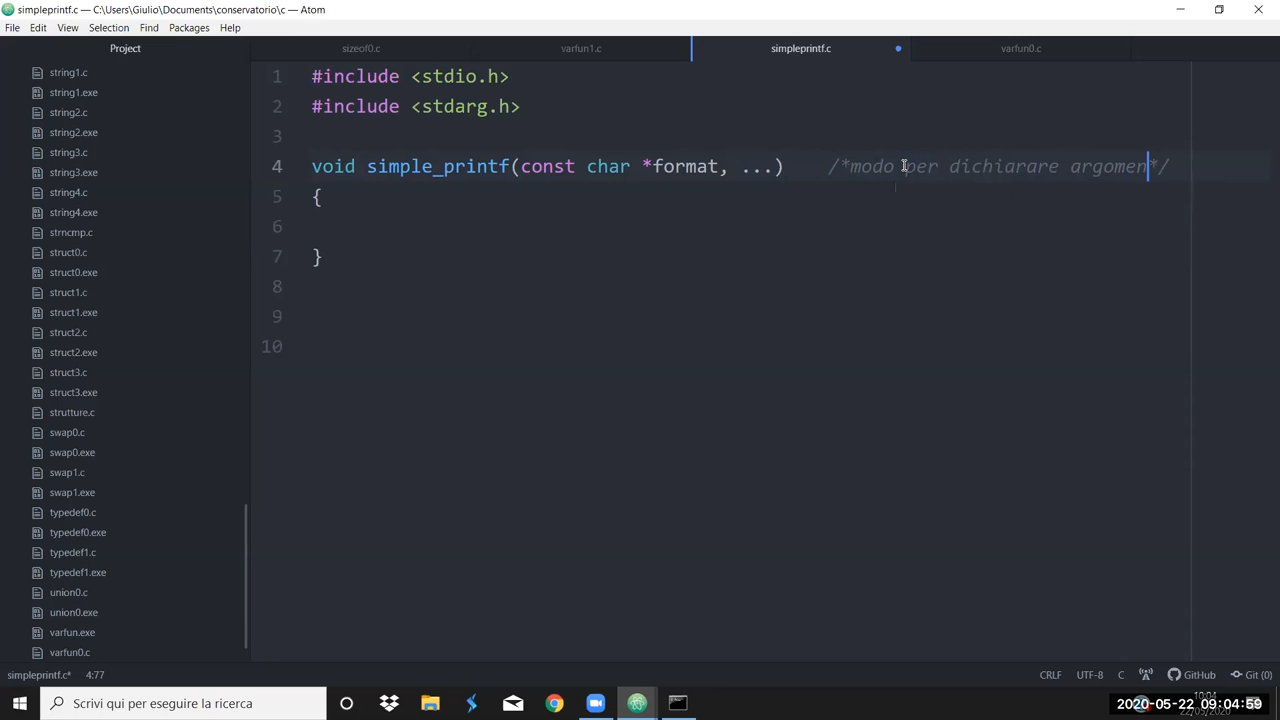 simpleprintf.c — C:\Users\Giulio\Documents\conservatorio\c — Atom
File Edit View Selection Find Packages Help
Project
sizeof0.c
varfun1.c
simpleprintf.c
varfun0.c
string1.c
string1.exe
string2.c
string2.exe
string3.c
string3.exe
string4.c
string4.exe
strncmp.c
struct0.c
struct0.exe
struct1.c
struct1.exe
struct2.c
struct2.exe
struct3.c
struct3.exe
strutture.c
swap0.c
swap0.exe
swap1.c
swap1.exe
typedef0.c
typedef0.exe
typedef1.c
typedef1.exe
union0.c
union0.exe
varfun.exe
varfun0.c
1 #include <stdio.h>
2 #include <stdarg.h>
3
4 void simple_printf(const char *format, ...) /*modo per dichiarare argomen*/
5 {
6
7 }
8
9
10
simpleprintf.c* 4:77
CRLF UTF-8 C GitHub Git (0)
Scrivi qui per eseguire la ricerca
10:04
2020-05-22 09:04:59
22/05/2020